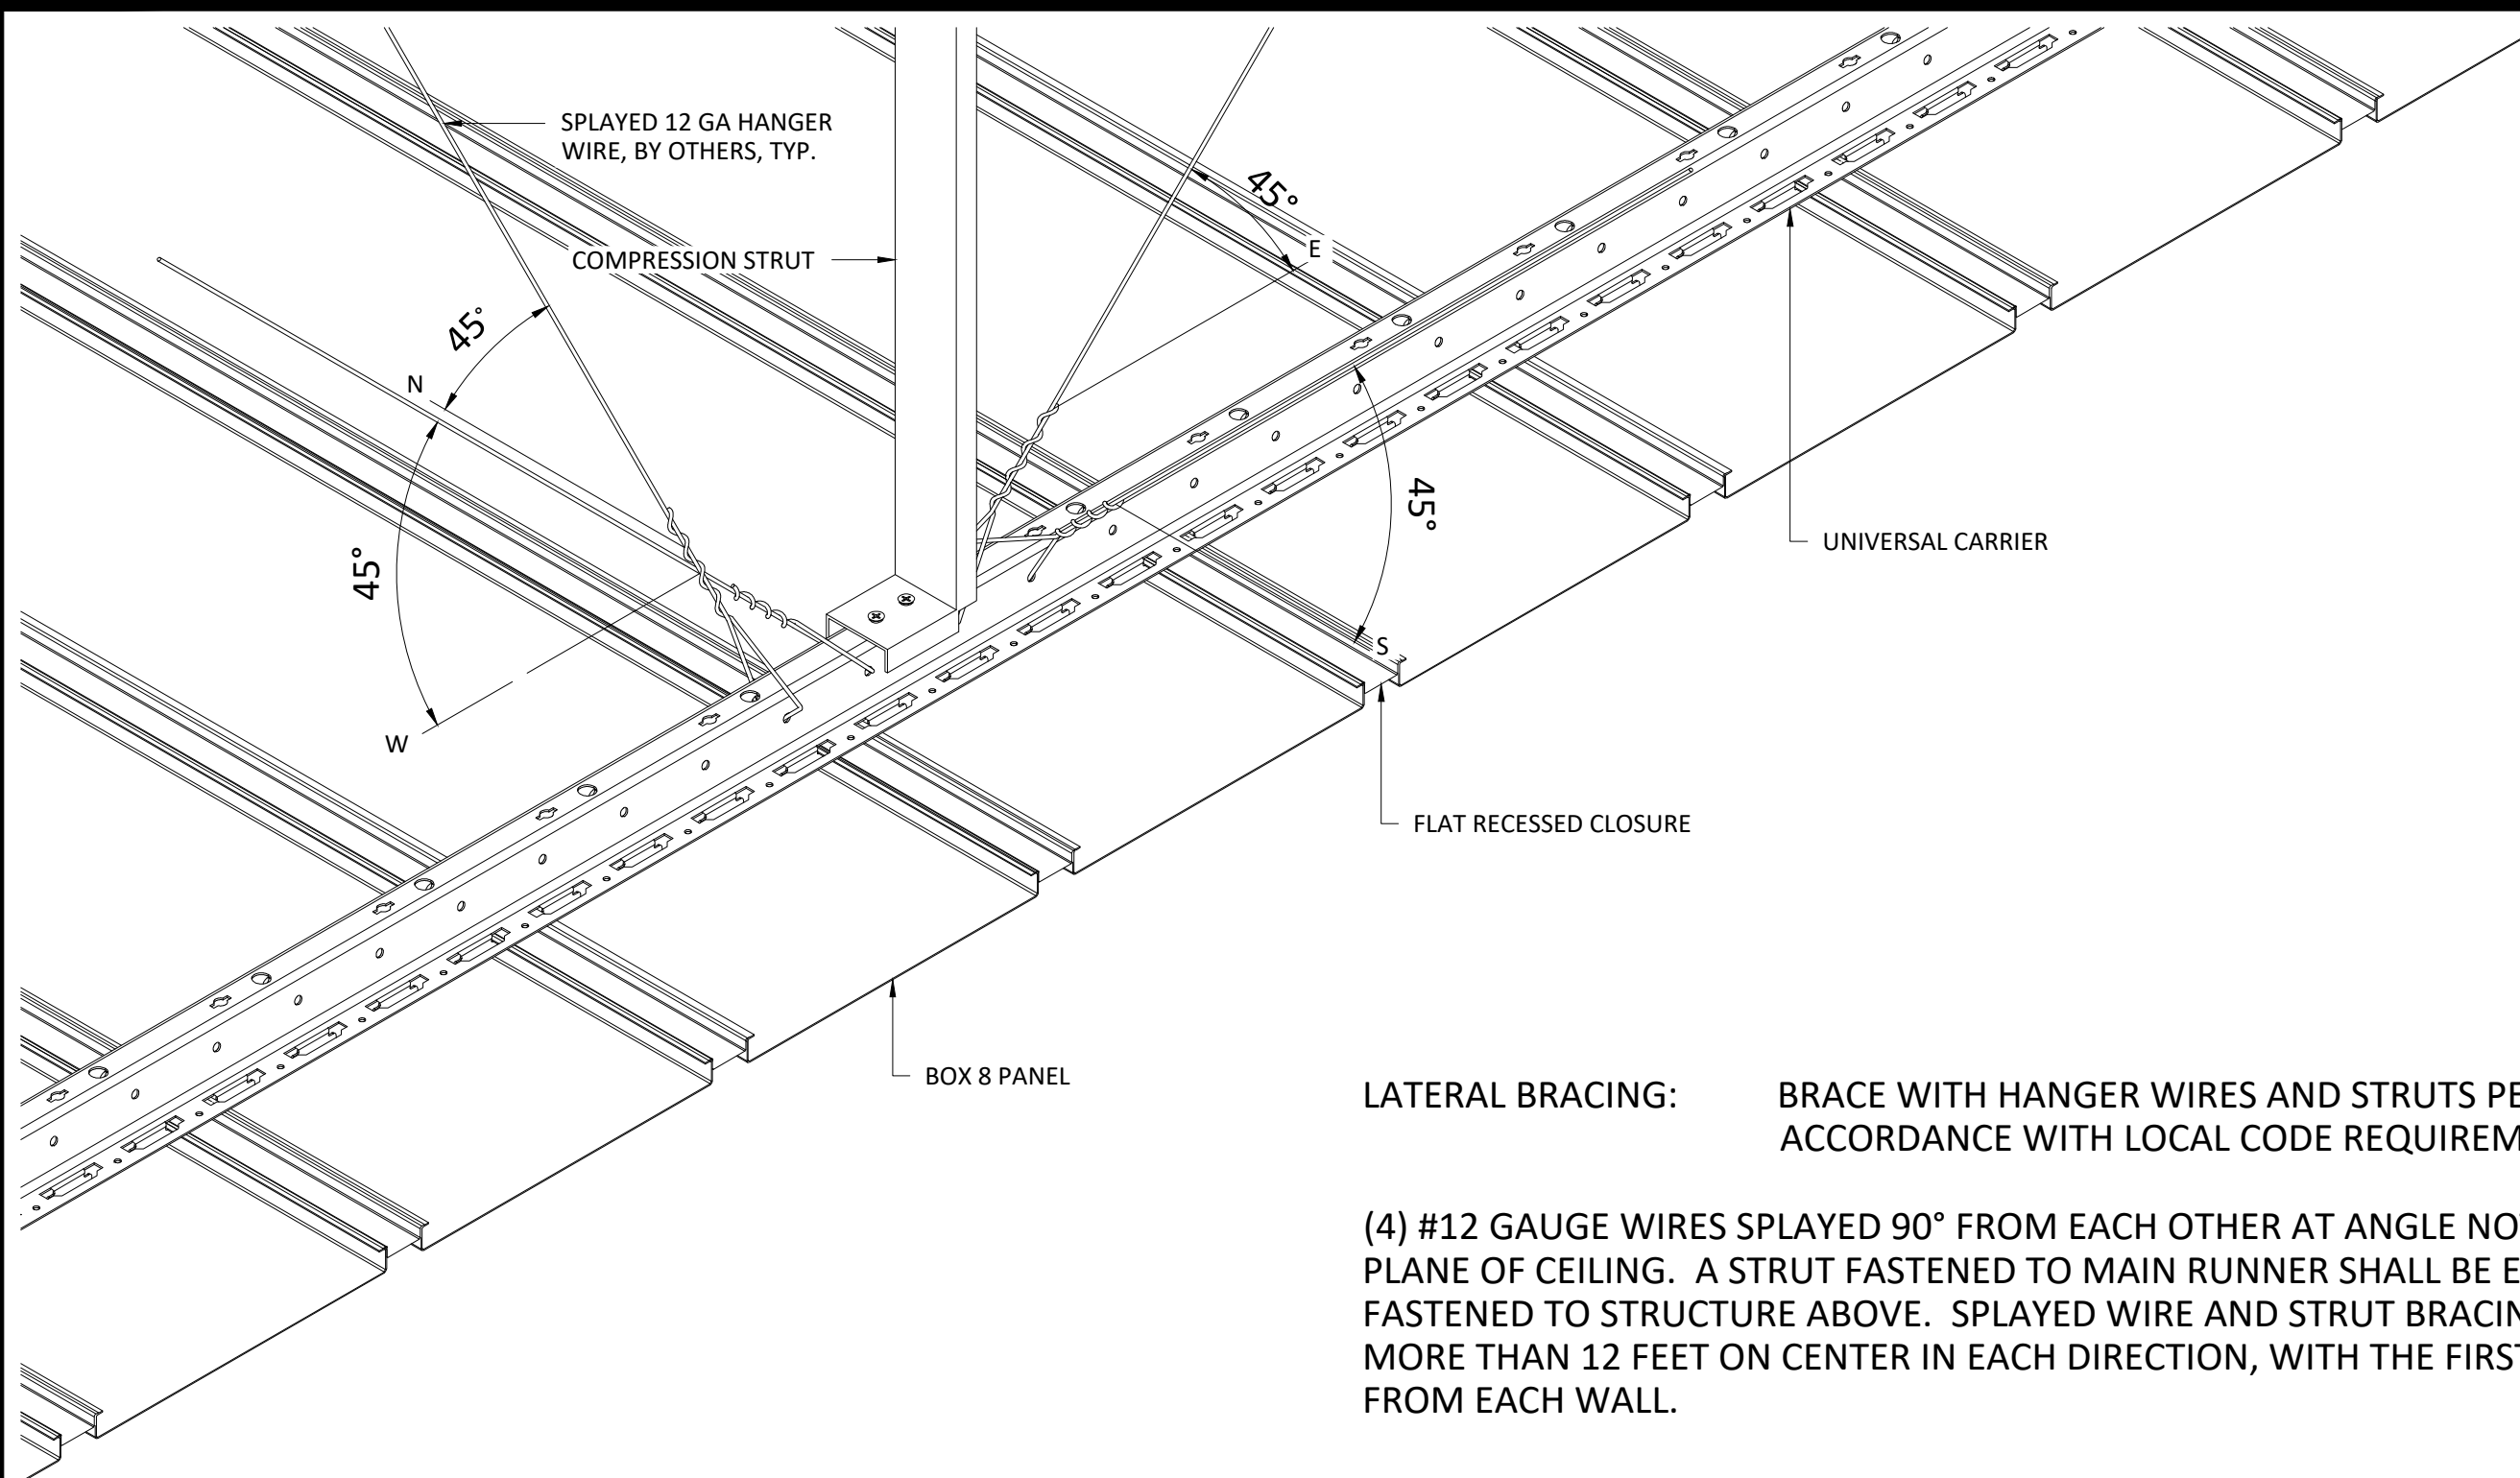 SPLAYED 12 GA HANGER
WIRE, BY OTHERS, TYP.
45°
COMPRESSION STRUT
E
45°
N
45°
45°
UNIVERSAL CARRIER
S
W
FLAT RECESSED CLOSURE
BOX 8 PANEL
LATERAL BRACING: BRACE WITH HANGER WIRES AND STRUTS
ACCORDANCE WITH LOCAL CODE
(4) #12 GAUGE WIRES SPLAYED 90° FROM EACH OTHER AT ANGLE
PLANE OF CEILING. A STRUT FASTENED TO MAIN RUNNER SHALL BE
FASTENED TO STRUCTURE ABOVE. SPLAYED WIRE AND STRUT
MORE THAN 12 FEET ON CENTER IN EACH DIRECTION, WITH THE FIRST
FROM EACH WALL.